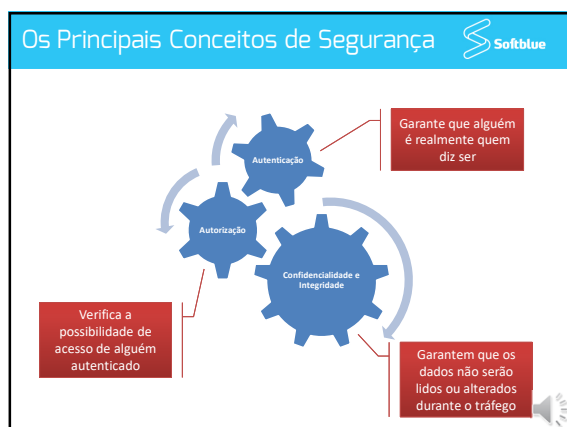 Os Principais Conceitos de Segurança
Softblue
Garante que alguém
é realmente quem
diz ser
Autenticação
Autorização
Confidencialidade e
Integridade
Verifica a
possibilidade de
acesso de alguém
autenticado
Garantem que os
dados não serão
lidos ou alterados
durante o tráfego